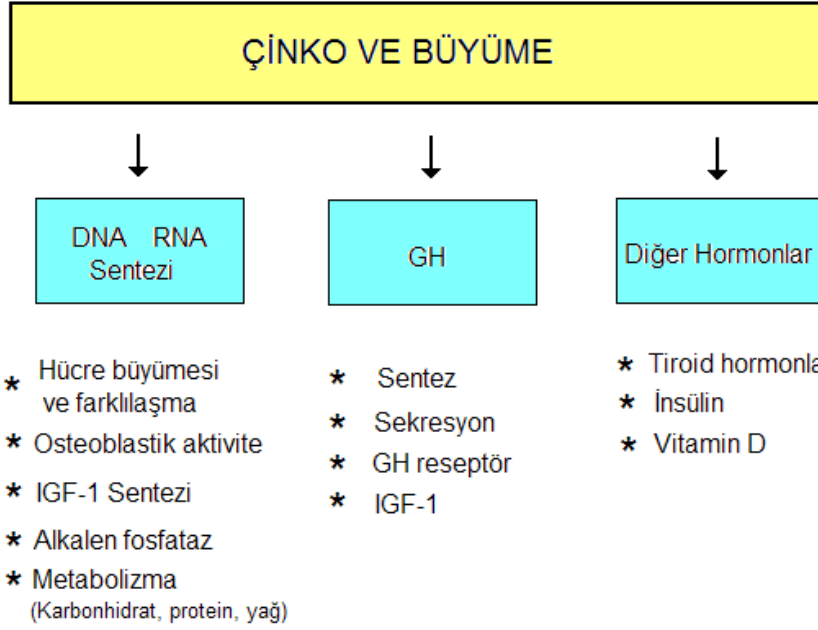 ÇİNKO VE BÜYÜME
DNA RNA
Sentezi
* Hücre büyümesi
ve farklılaşma
* Osteoblastik aktivite
* IGF-1 Sentezi
* Alkalen fosfataz
* Metabolizma
(Karbonhidrat, protein, yağ)
GH
* Sentez
* Sekresyon
* GH reseptör
* IGF-1
Diğer Hormonlar
* Tiroid
* İnsülin
* Vitamin D